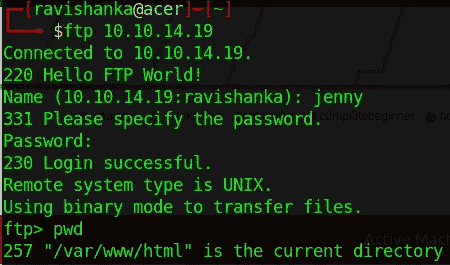 [ravishanka@acer]-[~]
$ftp 10.10.14.19
Connected to 10.10.14.19.
220 Hello FTP World!
Name (10.10.14.19:ravishanka): jenny
331 Please specify the password.
Password:
230 Login successful.
Remote system type is UNIX.
Using binary mode to transfer files.
ftp> pwd
257 "/var/www/html" is the current directory